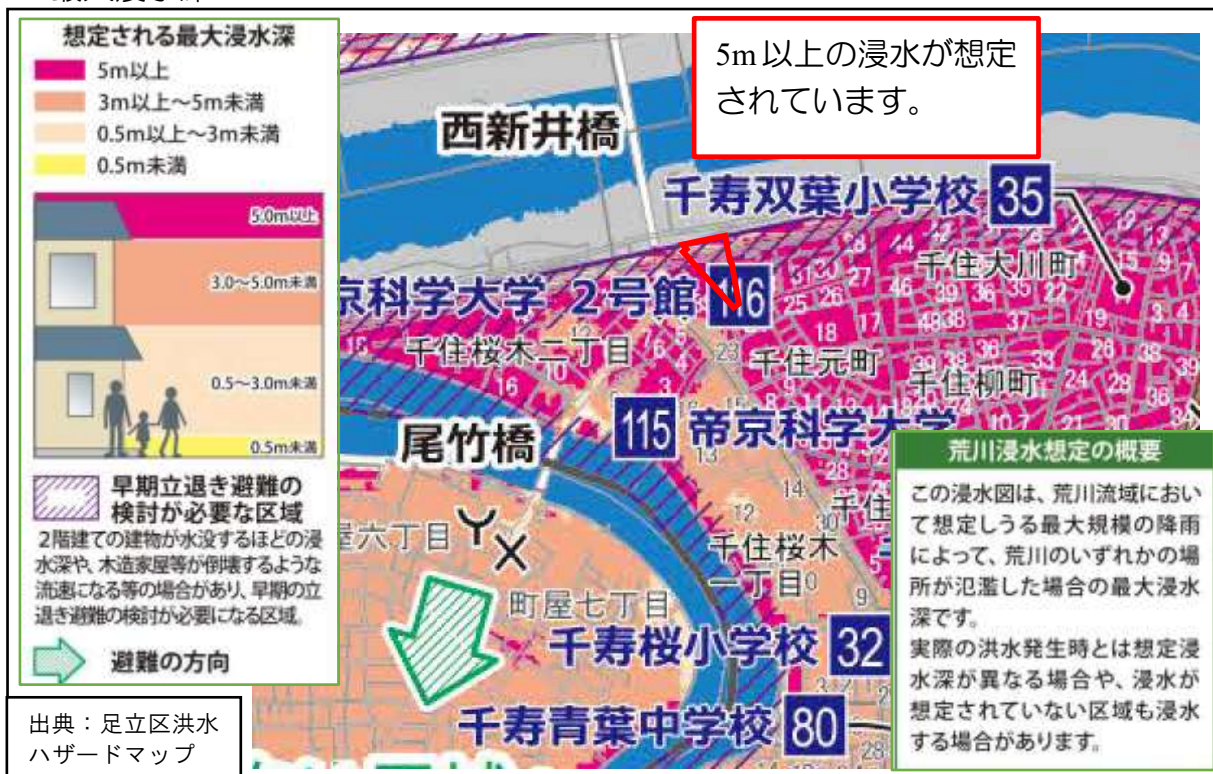 想定される最大浸水深
5m以上
3m以上～5m未満
0.5m以上～3m未満
0.5m未満
5.0m以上
3.0～5.0m未満
0.5～3.0m未満
0.5m未満
早期立退き避難の
検討が必要な区域
2階建ての建物が水没するほどの浸
水深や、木造家屋等が倒壊するような
流速になる等の場合があり、早期の立
退き避難の検討が必要になる区域。
避難の方向
出典：足立区洪水
ハザードマップ
5m以上の浸水が想定
されています。
西新井橋
千寿双葉小学校 35
千住大川町
京科学大学 2号館 116
千住桜木二丁目
千住元町
千住柳町
尾竹橋
115 帝京科学大学
屋六丁目
千住桜木
一丁目
町屋七丁目
千寿桜小学校 32
千寿青葉中学校 80
荒川浸水想定の概要
この浸水図は、荒川流域におい
て想定しうる最大規模の降雨
によって、荒川のいずれかの場
所が氾濫した場合の最大浸水
深です。
実際の洪水発生時とは想定浸
水深が異なる場合や、浸水が
想定されていない区域も浸水
する場合があります。